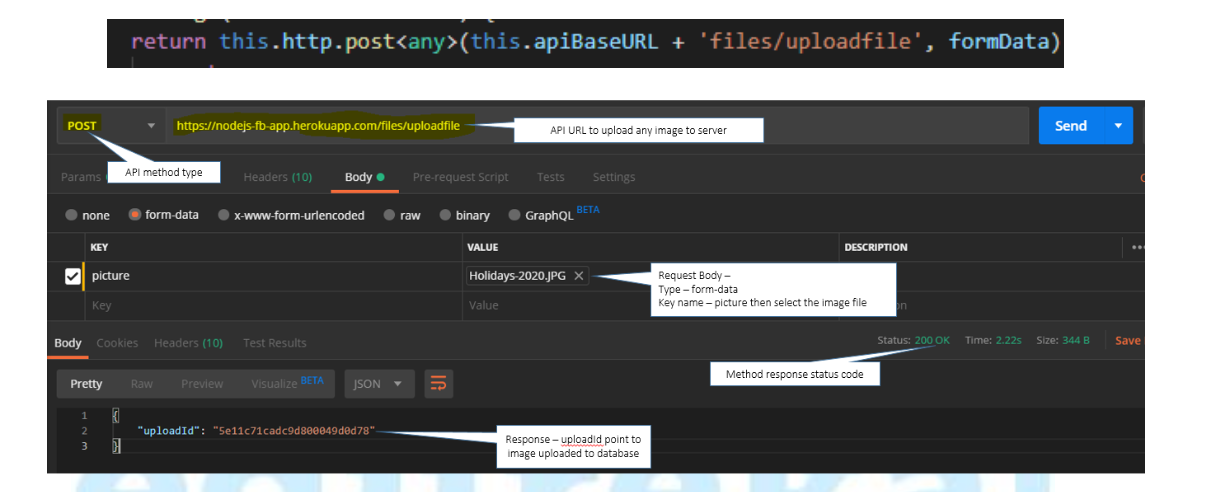 return this.http.post<any>(this.apiBaseURL + 'files/uploadfile', formData)
POST https://nodejs-fb-app.herokuapp.com/files/uploadfile API URL to upload any image to server Send
API method type
Params Headers (10) Body Pre-request Script Tests Settings
none form-data x-www-form-urlencoded raw binary GraphQL BETA
KEY VALUE DESCRIPTION
picture Holidays-2020.JPG
Request Body –
Type – form-data
Key name – picture then select the image file
Key Value
Body Cookies Headers (10) Test Results Status: 200 OK Time: 2.22s Size: 344 B Save
Method response status code
Pretty Raw Preview Visualize BETA JSON
1 {
2 "uploadId": "5e11c71cadc9d800049d0d78"
3 }
Response – uploadId point to
image uploaded to database